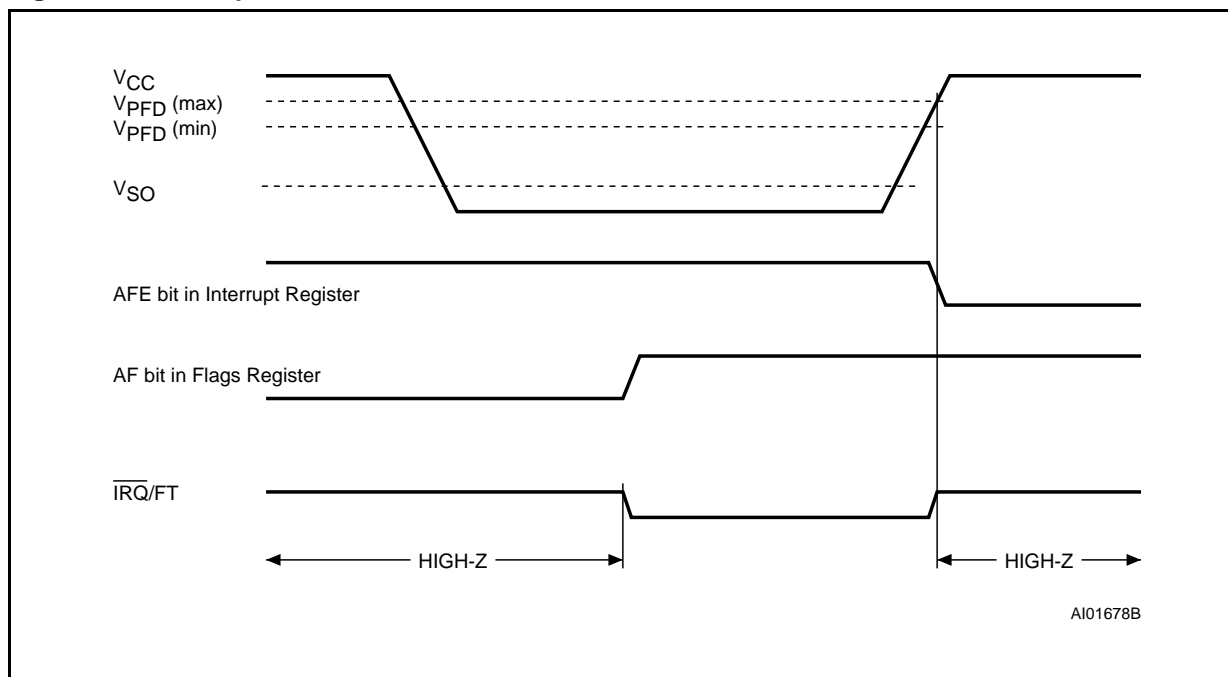 VCC
VPFD (max)
VPFD (min)
VSO
AFE bit in Interrupt Register
AF bit in Flags Register
IRQ/FT
HIGH-Z
HIGH-Z
AI01678B